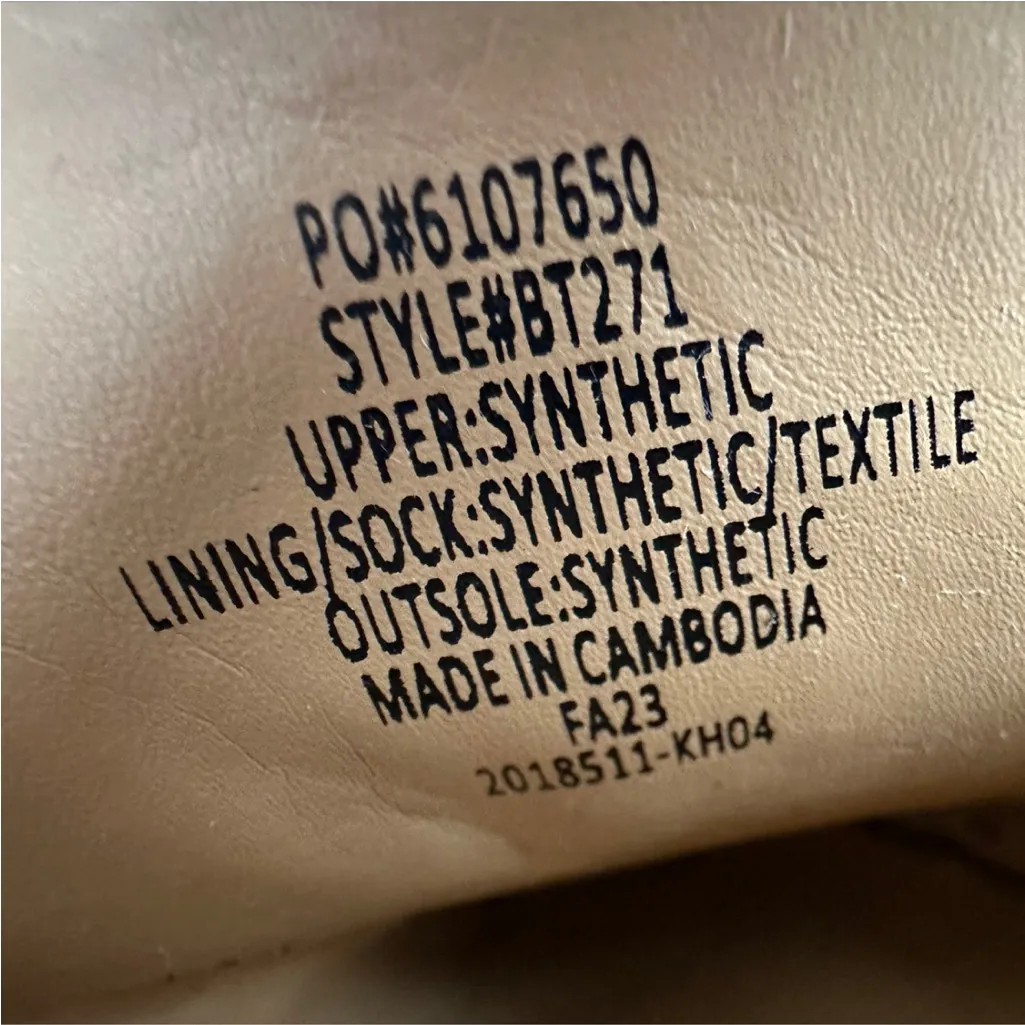 PO#6107650
STYLE#BT271
UPPER:SYNTHETIC
LINING/SOCK:SYNTHETIC/TEXTILE
OUTSOLE:SYNTHETIC
MADE IN CAMBODIA
FA23
2018511-KH04